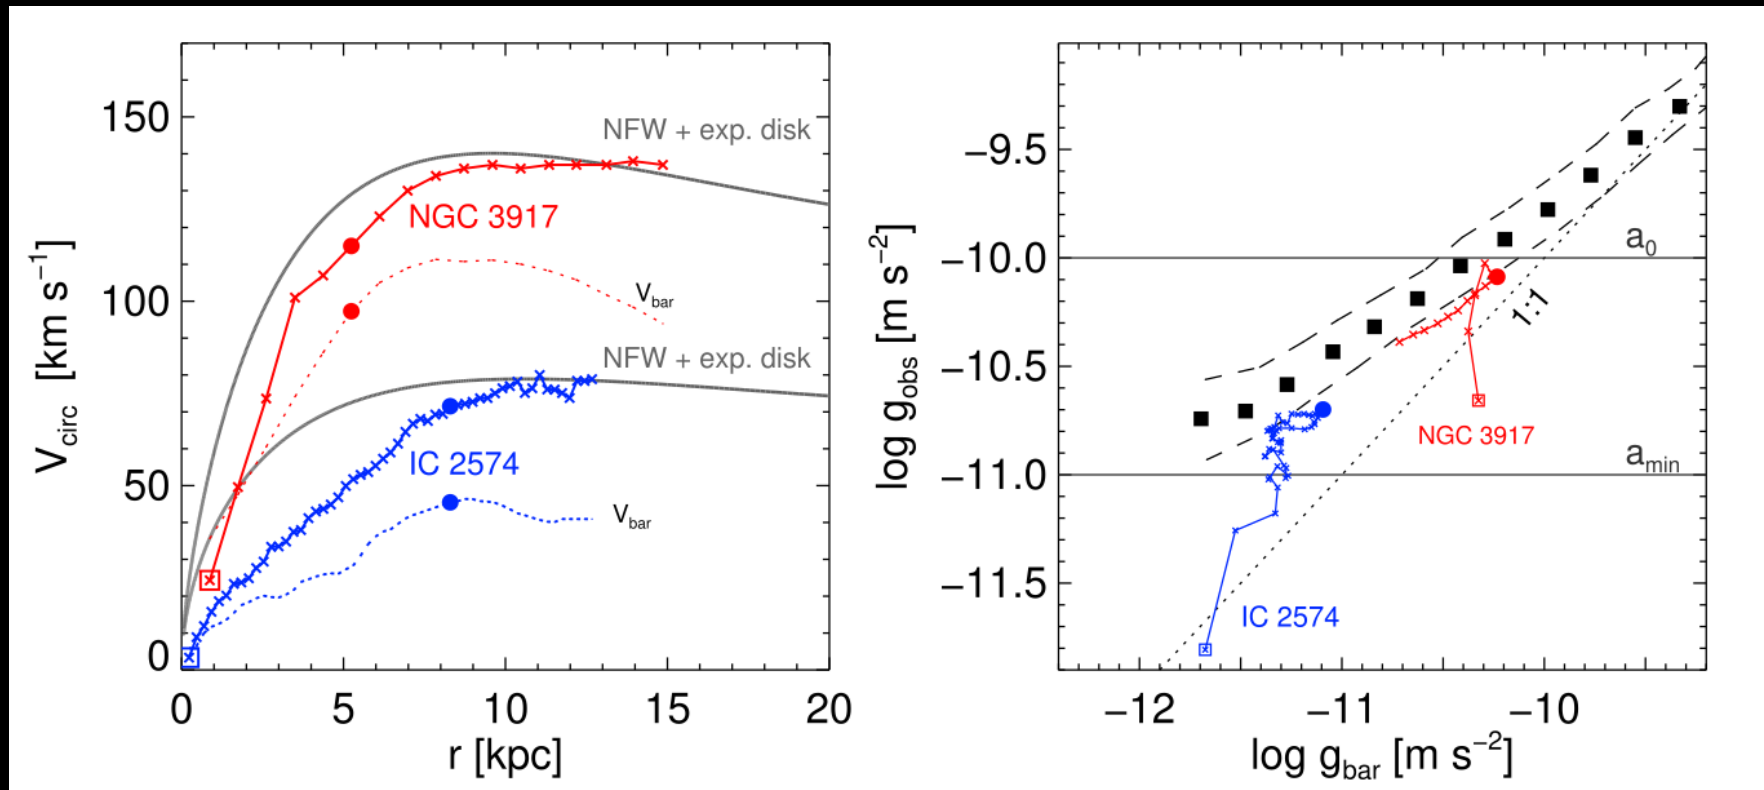 150
100
50
0
V_circ [km s⁻¹]
NFW + exp. disk
NGC 3917
V_bar
NFW + exp. disk
IC 2574
V_bar
0 5 10 15 20
r [kpc]
−9.5
−10.0
−10.5
−11.0
−11.5
log g_obs [m s⁻²]
a₀
1:1
NGC 3917
a_min
IC 2574
−12 −11 −10
log g_bar [m s⁻²]